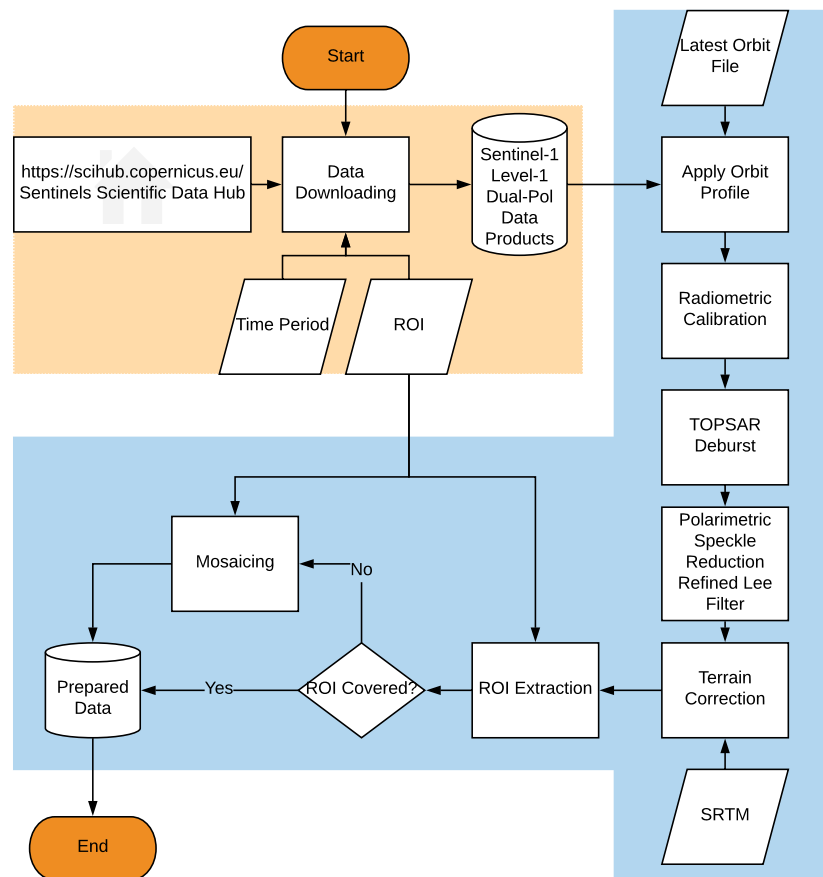 Start
Latest Orbit
File
https://scihub.copernicus.eu/
Sentinels Scientific Data Hub
Data
Downloading
Sentinel-1
Level-1
Dual-Pol
Data
Products
Apply Orbit
Profile
Time Period
ROI
Radiometric
Calibration
TOPSAR
Deburst
Polarimetric
Speckle
Reduction
Refined Lee
Filter
Mosaicing
No
Prepared
Data
Yes
ROI Covered?
ROI Extraction
Terrain
Correction
SRTM
End